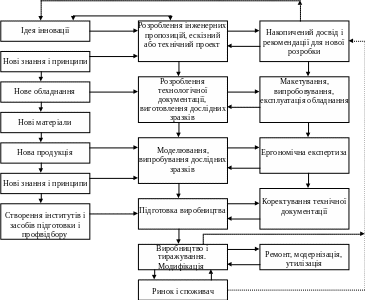 Ідея інновації
Нові знання и принципи
Нове обладнання
Нові матеріали
Нова продукція
Нові знання і принципи
Створення інститутів і
засобів підготовки і
профвідбору
Розроблення інженерних
пропозицій, ескізний
або технічний проект
Розроблення
технологічної
документації,
виготовлення дослідних
зразків
Моделювання,
випробування дослідних
зразків
Підготовка виробництва
Виробництво і
тиражування.
Модифікація
Ринок і споживач
Накопичений досвід і
рекомендації для нової
розробки
Макетування,
випробовування,
експлуатація обладнання
Ергономічна експертиза
Коректування технічної
документації
Ремонт, модернізація,
утилізація